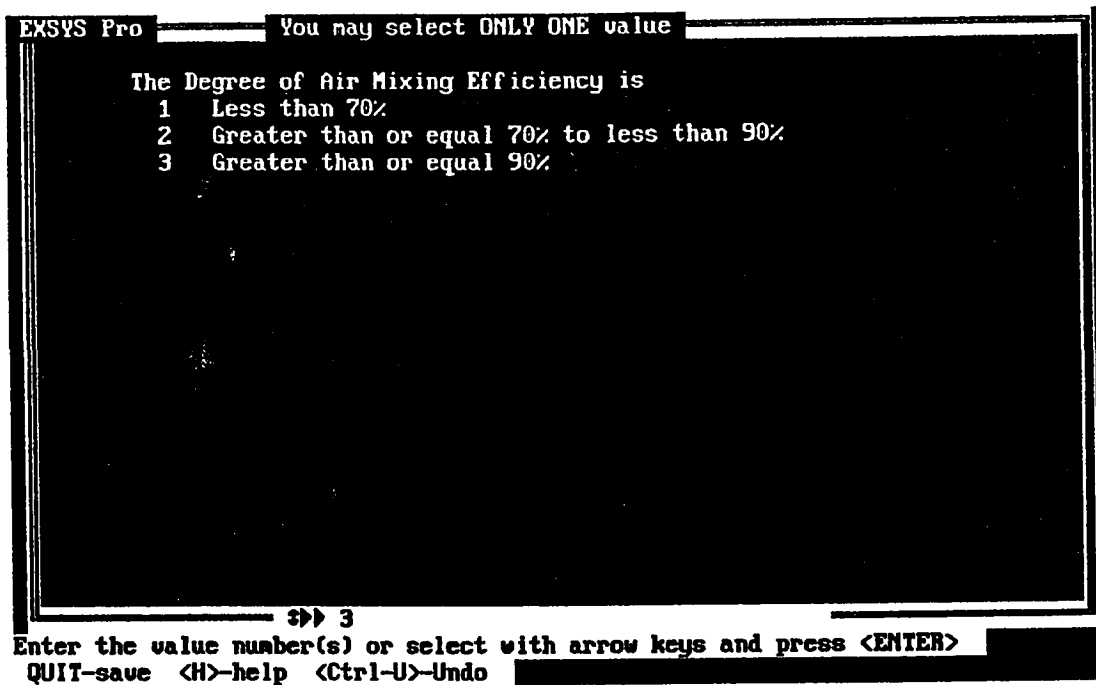 EXSYS Pro You may select ONLY ONE value
The Degree of Air Mixing Efficiency is
1 Less than 70%
2 Greater than or equal 70% to less than 90%
3 Greater than or equal 90%
3
Enter the value number(s) or select with arrow keys and press <ENTER>
QUIT-save <H>-help <Ctrl-U>-Undo